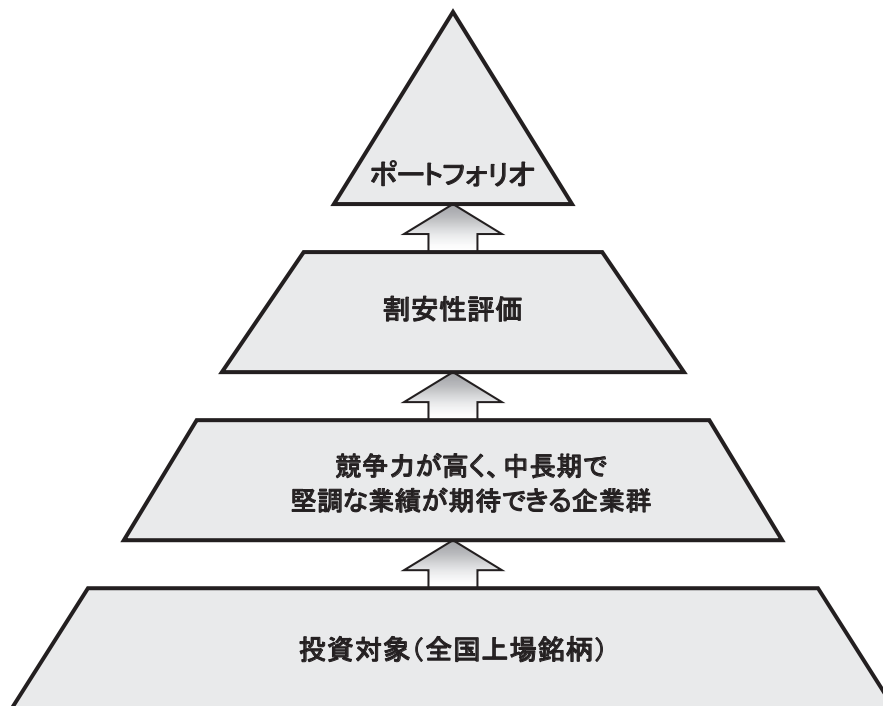 ポートフォリオ
割安性評価
競争力が高く、中長期で
堅調な業績が期待できる企業群
投資対象（全国上場銘柄）